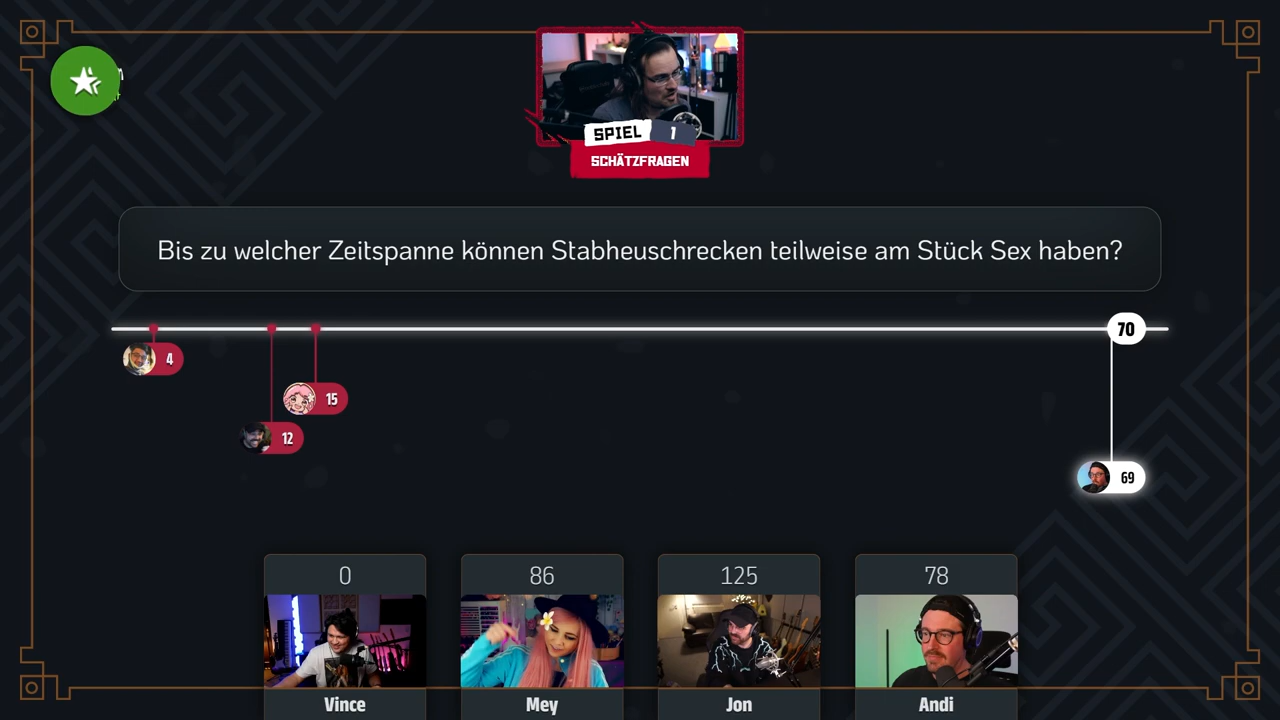 SPIEL 1
SCHÄTZFRAGEN
Bis zu welcher Zeitspanne können Stabheuschrecken teilweise am Stück Sex haben?
70
4
15
12
69
0
86
125
78
Vince
Mey
Jon
Andi